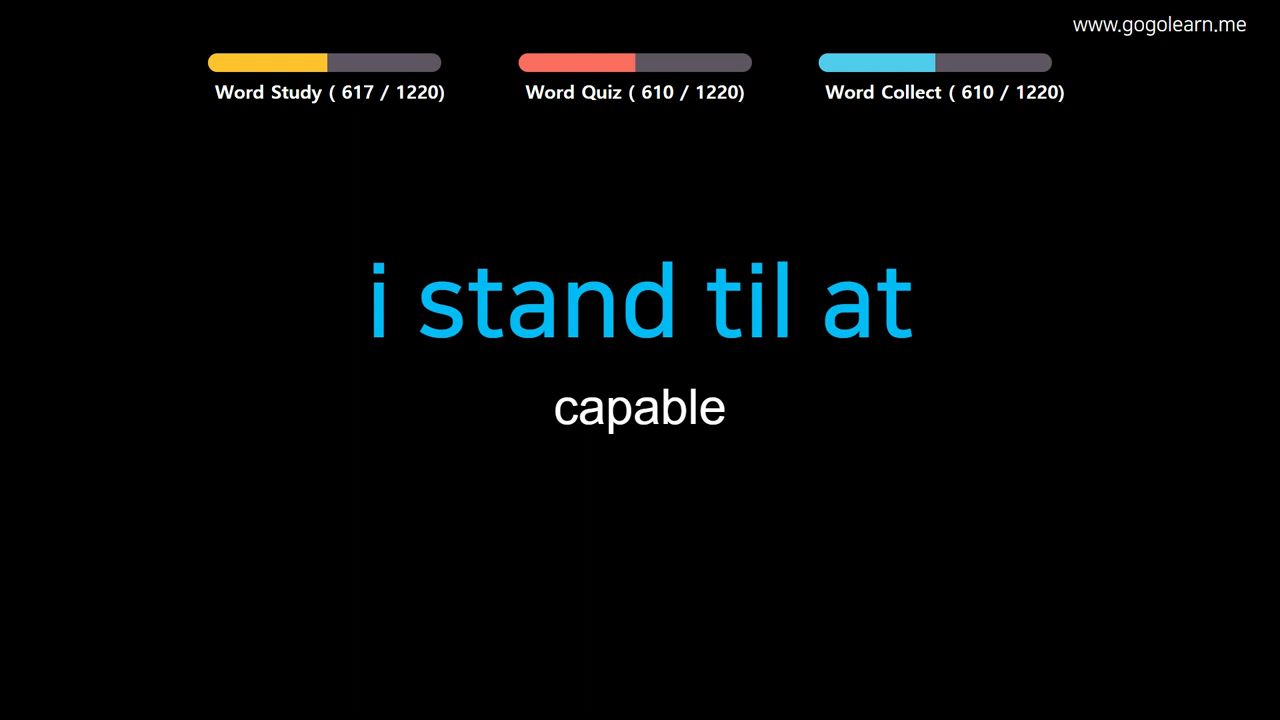 www.gogolearn.me
Word Study ( 617 / 1220)
Word Quiz ( 610 / 1220)
Word Collect ( 610 / 1220)
i stand til at
capable